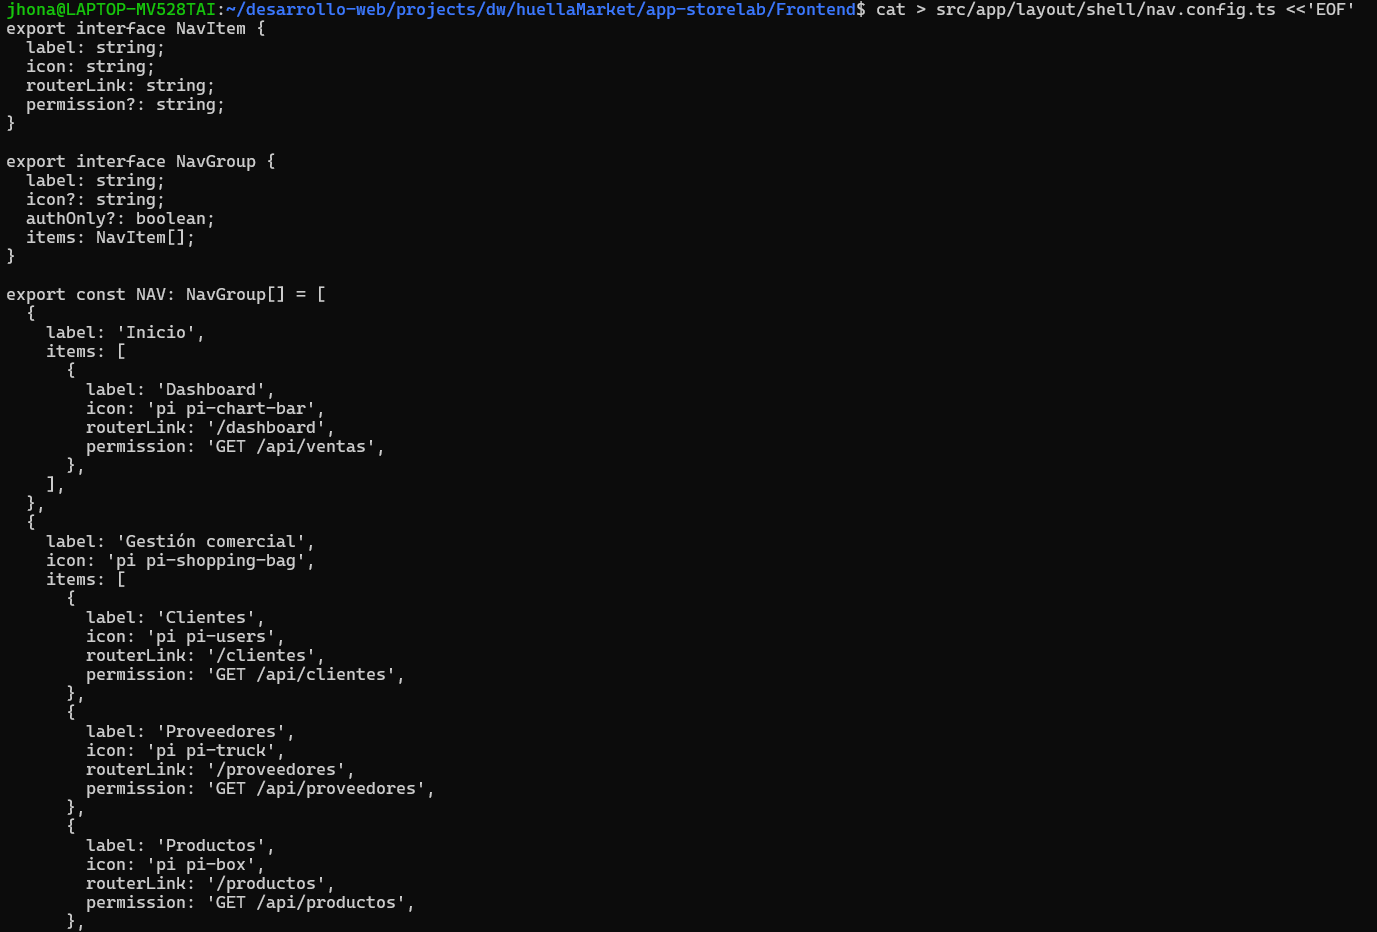 jhona@LAPTOP-MV528TAI:~/desarrollo-web/projects/dw/huellaMarket/app-storelab/Frontend$ cat > src/app/layout/shell/nav.config.ts <<'EOF'
export interface NavItem {
  label: string;
  icon: string;
  routerLink: string;
  permission?: string;
}

export interface NavGroup {
  label: string;
  icon?: string;
  authOnly?: boolean;
  items: NavItem[];
}

export const NAV: NavGroup[] = [
  {
    label: 'Inicio',
    items: [
      {
        label: 'Dashboard',
        icon: 'pi pi-chart-bar',
        routerLink: '/dashboard',
        permission: 'GET /api/ventas',
      },
    ],
  },
  {
    label: 'Gestión comercial',
    icon: 'pi pi-shopping-bag',
    items: [
      {
        label: 'Clientes',
        icon: 'pi pi-users',
        routerLink: '/clientes',
        permission: 'GET /api/clientes',
      },
      {
        label: 'Proveedores',
        icon: 'pi pi-truck',
        routerLink: '/proveedores',
        permission: 'GET /api/proveedores',
      },
      {
        label: 'Productos',
        icon: 'pi pi-box',
        routerLink: '/productos',
        permission: 'GET /api/productos',
      },